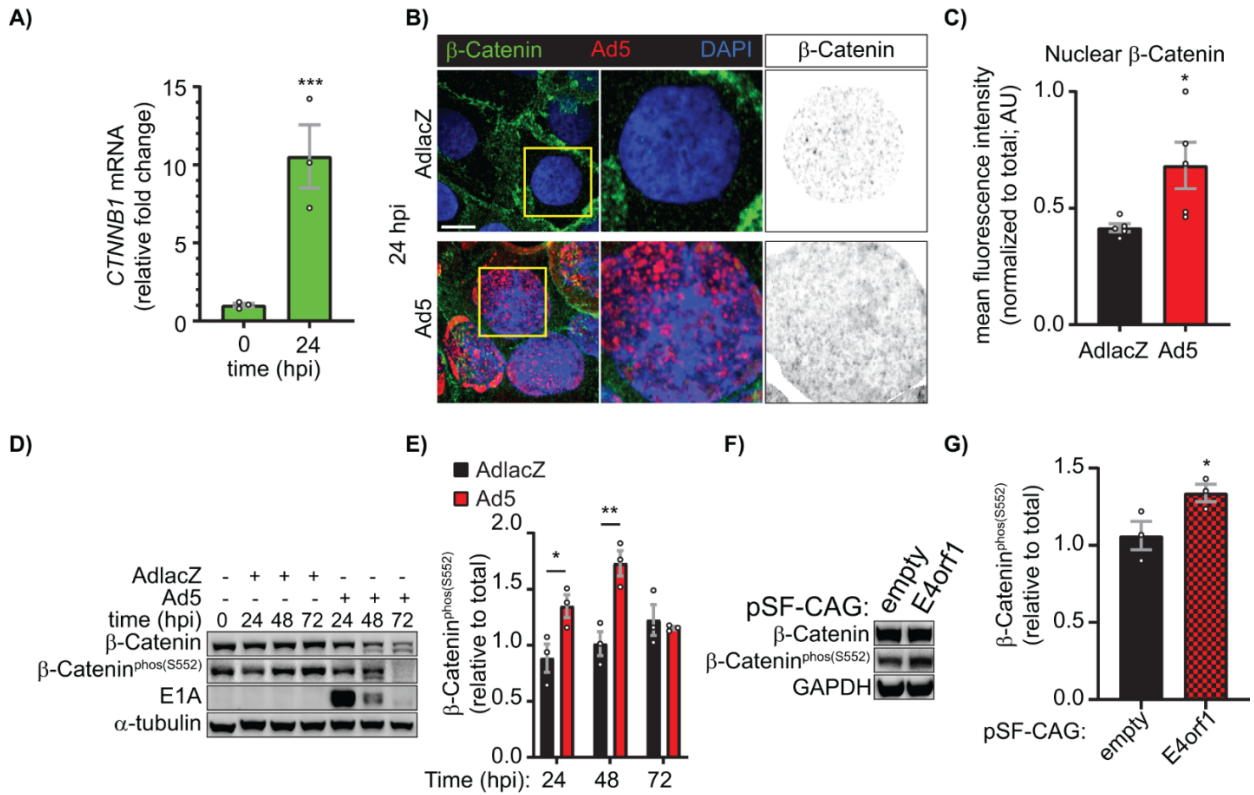 A)
CTNNB1 mRNA
(relative fold change)
15
10
5
0
***
0 24
time (hpi)
B)
β-Catenin Ad5 DAPI β-Catenin
24 hpi
AdlacZ
Ad5
C)
Nuclear β-Catenin
mean fluorescence intensity
(normalized to total; AU)
1.0
0.5
0.0
*
AdlacZ Ad5
D)
AdlacZ - + + + - - -
Ad5 - - - - + + +
time (hpi) 0 24 48 72 24 48 72
β-Catenin
β-Catenin^phos(S552)
E1A
α-tubulin
E)
AdlacZ
Ad5
β-Catenin^phos(S552)
(relative to total)
2.0
1.5
1.0
0.5
0.0
*
**
Time (hpi): 24 48 72
F)
pSF-CAG: empty E4orf1
β-Catenin
β-Catenin^phos(S552)
GAPDH
G)
β-Catenin^phos(S552)
(relative to total)
1.5
1.0
0.5
0.0
*
pSF-CAG: empty E4orf1